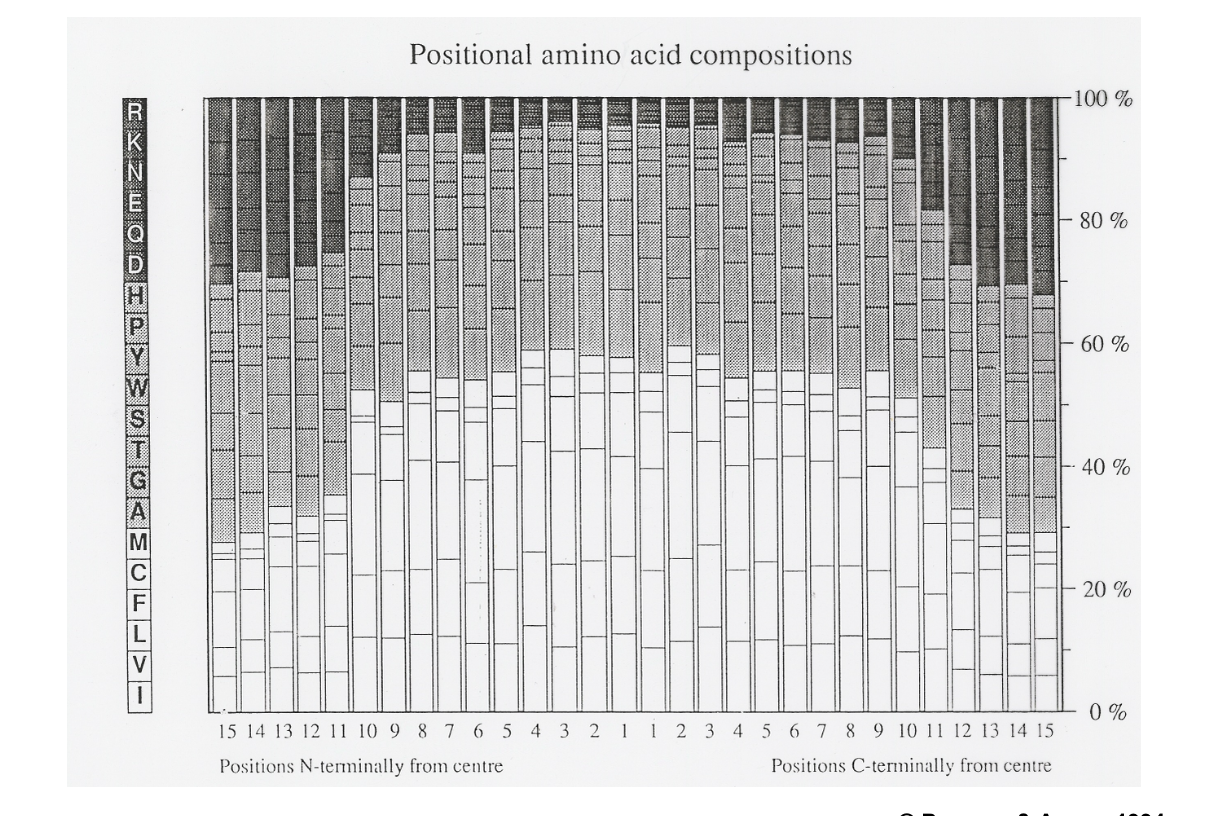 Positional amino acid compositions
R
K
N
E
Q
D
H
P
Y
W
S
T
G
A
M
C
F
L
V
I
100 %
80 %
60 %
40 %
20 %
0 %
15 14 13 12 11 10 9 8 7 6 5 4 3 2 1 1 2 3 4 5 6 7 8 9 10 11 12 13 14 15
Positions N-terminally from centre
Positions C-terminally from centre